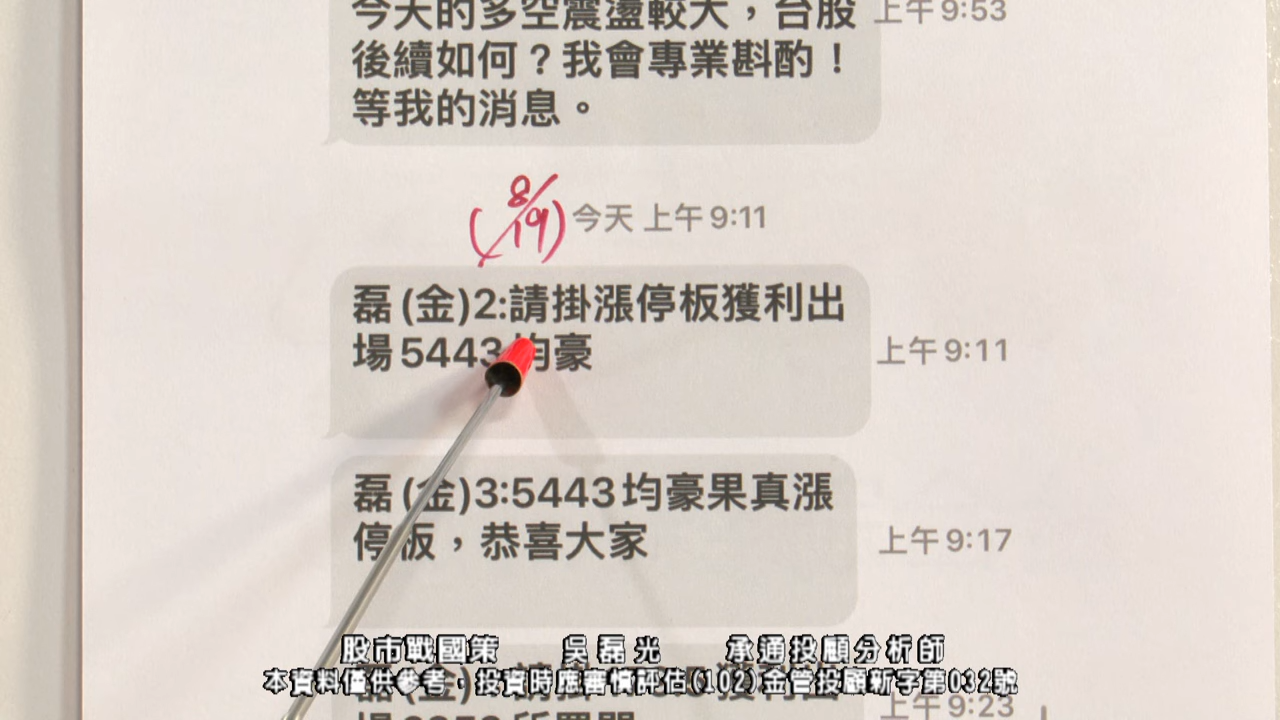 今天的多空震盪較大，台股
上午9:53
後續如何？我會專業斟酌！
等我的消息。
(8/19)
今天 上午9:11
磊(金)2:請掛漲停板獲利出
場5443均豪
上午9:11
磊(金)3:5443均豪果真漲
停板，恭喜大家
上午9:17
股市戰國策 吳磊光 承通投顧分析師
本資料僅供參考，投資時應審慎評估(102)金管投顧新字第032號
上午9:23